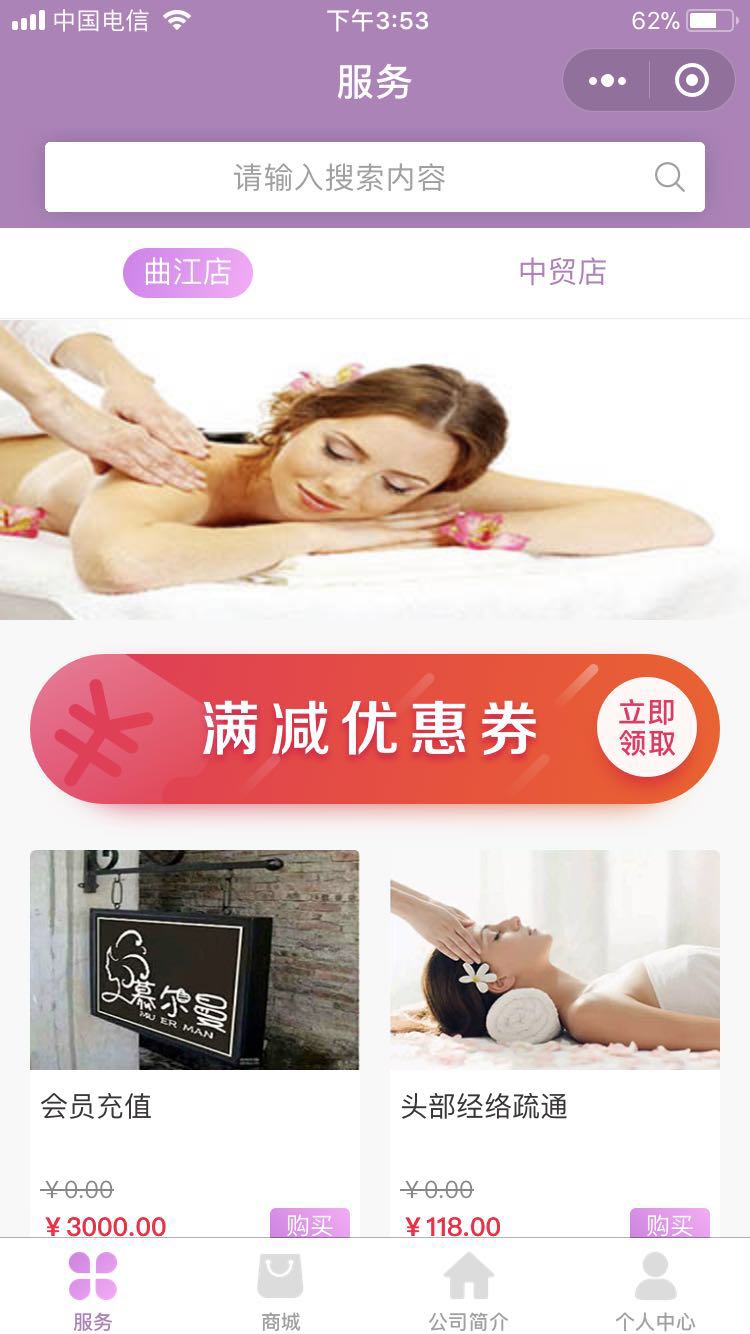 中国电信
下午3:53
62%
服务
请输入搜索内容
曲江店
中贸店
满减优惠券
立即
领取
慕尔曼
MU ER MAN
会员充值
头部经络疏通
￥0.00
￥0.00
￥3000.00
购买
￥118.00
购买
服务
商城
公司简介
个人中心